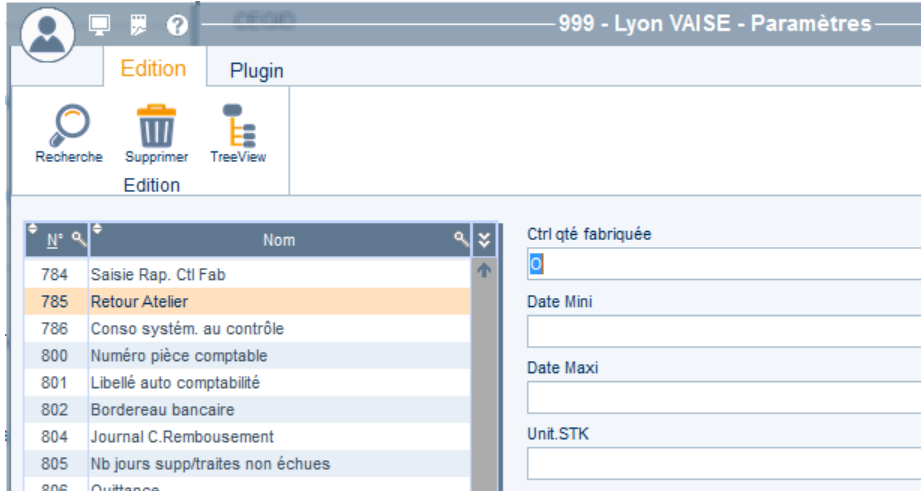 999 - Lyon VAISE - Paramètres
Edition
Plugin
Recherche
Supprimer
TreeView
Edition
N° Nom
784 Saisie Rap. Ctl Fab
785 Retour Atelier
786 Conso systém. au contrôle
800 Numéro pièce comptable
801 Libellé auto comptabilité
802 Bordereau bancaire
804 Journal C.Rembousement
805 Nb jours supp/traites non échues
806 Quittance
Ctrl qté fabriquée
O
Date Mini
Date Maxi
Unit.STK